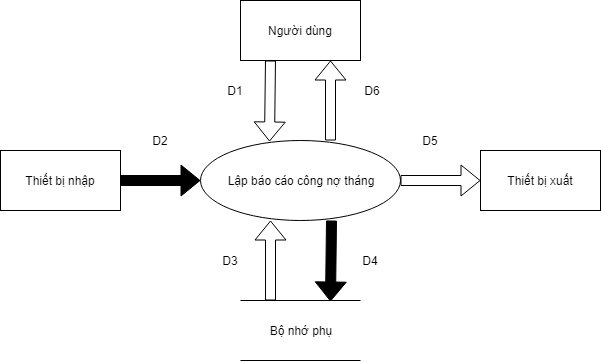 Người dùng
D1
D6
D2
D5
Thiết bị nhập
Lập báo cáo công nợ tháng
Thiết bị xuất
D3
D4
Bộ nhớ phụ